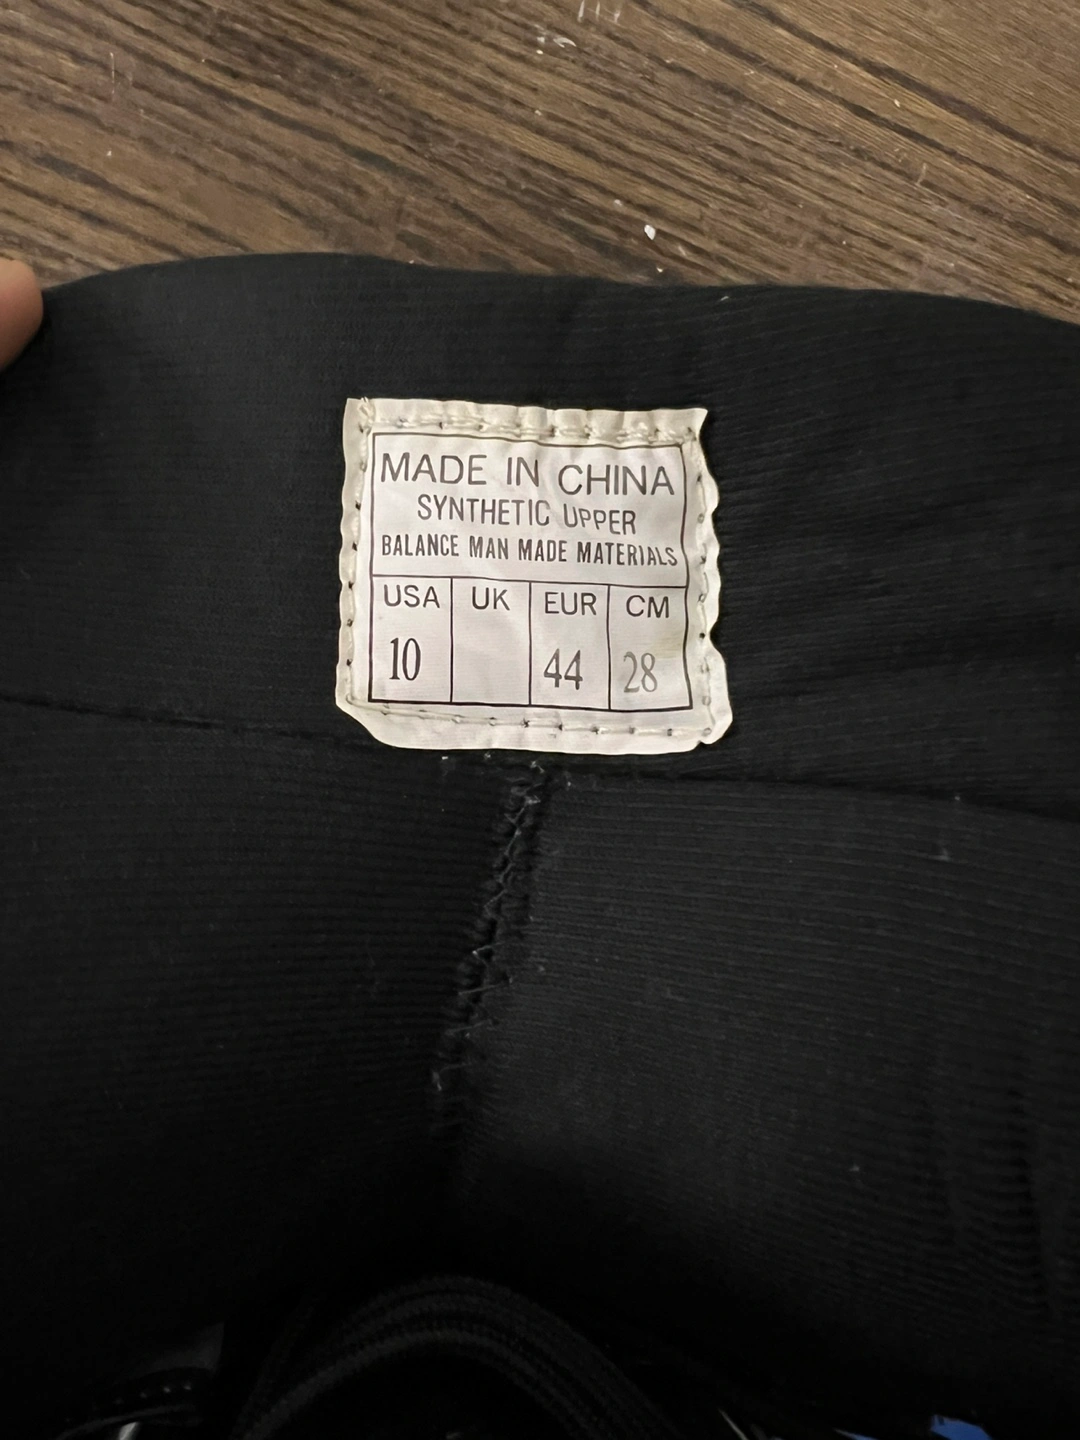 MADE IN CHINA
SYNTHETIC UPPER
BALANCE MAN MADE MATERIALS
USA UK EUR CM
10 44 28